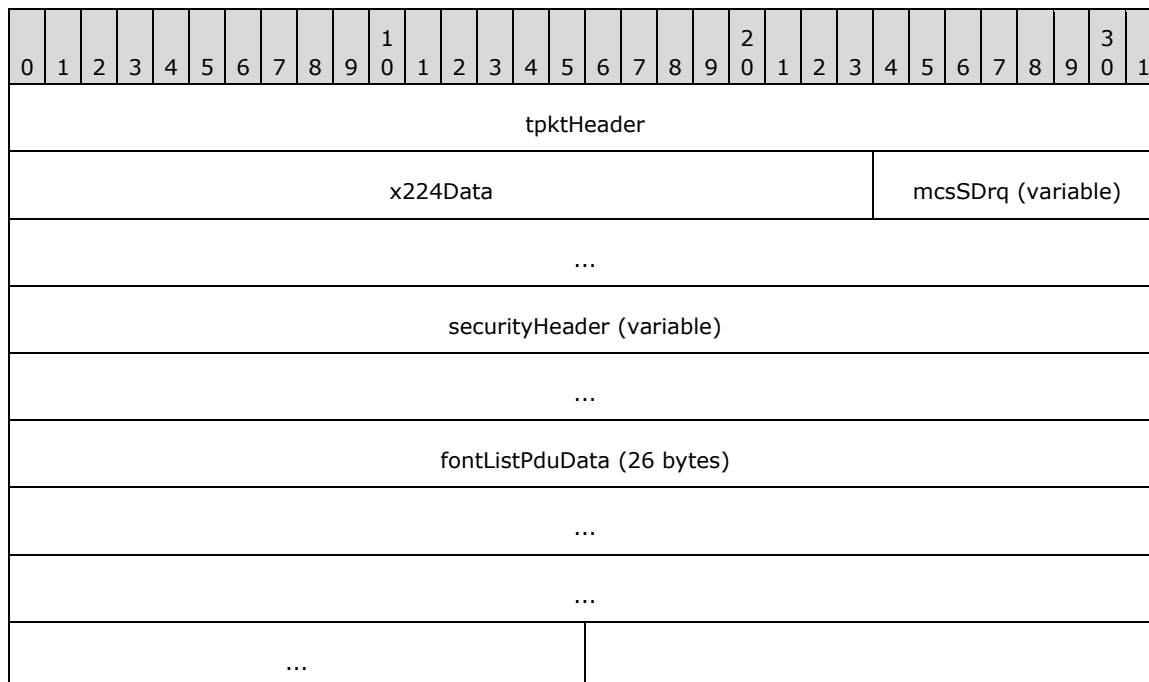 1 2 3
0 1 2 3 4 5 6 7 8 9 0 1 2 3 4 5 6 7 8 9 0 1 2 3 4 5 6 7 8 9 0 1
tpktHeader
x224Data mcsSDrq (variable)
...
securityHeader (variable)
...
fontListPduData (26 bytes)
...
...
...